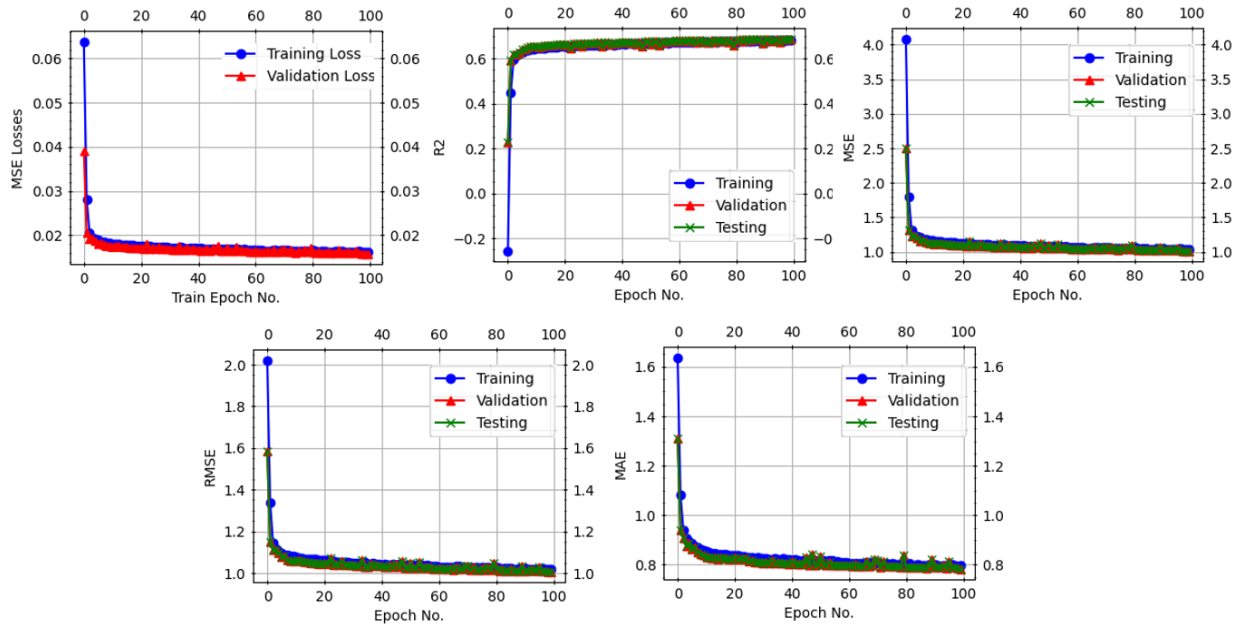 0 20 40 60 80 100
0.06 0.06
0.05 0.05
0.04 0.04
0.03 0.03
0.02 0.02
MSE Losses
Training Loss
Validation Loss
0 20 40 60 80 100
Train Epoch No.
0 20 40 60 80 100
0.6 0.6
0.4 0.4
0.2 0.2
0.0 0.0
−0.2 −0
R2
Training
Validation
Testing
0 20 40 60 80 100
Epoch No.
0 20 40 60 80 100
4.0 4.0
3.5 3.5
3.0 3.0
2.5 2.5
2.0 2.0
1.5 1.5
1.0 1.0
MSE
Training
Validation
Testing
0 20 40 60 80 100
Epoch No.
0 20 40 60 80 100
2.0 2.0
1.8 1.8
1.6 1.6
1.4 1.4
1.2 1.2
1.0 1.0
RMSE
Training
Validation
Testing
0 20 40 60 80 100
Epoch No.
0 20 40 60 80 100
1.6 1.6
1.4 1.4
1.2 1.2
1.0 1.0
0.8 0.8
MAE
Training
Validation
Testing
0 20 40 60 80 100
Epoch No.